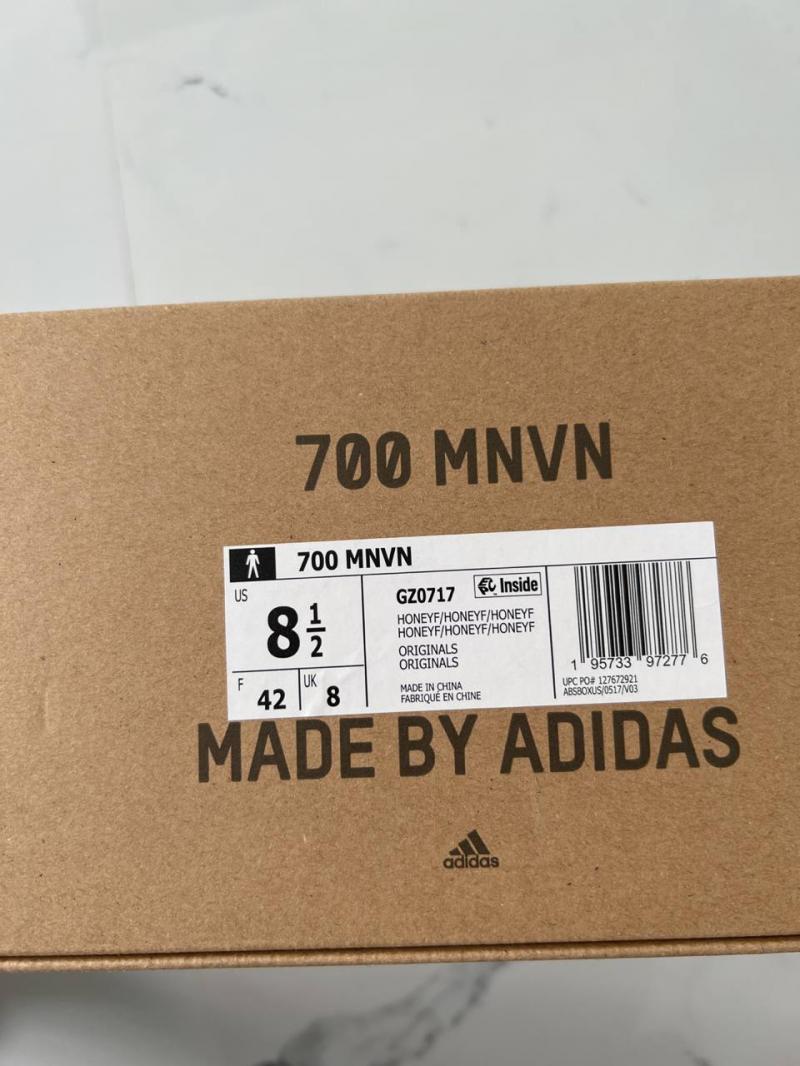 700 MNVN
700 MNVN
US
8 1/2
F 42
UK 8
GZ0717
Inside
HONEYF/HONEYF/HONEYF
HONEYF/HONEYF/HONEYF
ORIGINALS
ORIGINALS
MADE IN CHINA
FABRIQUÉ EN CHINE
1 95733 97277 6
UPC PO# 127672921
ABSBOXUS/0517/V03
MADE BY ADIDAS
adidas